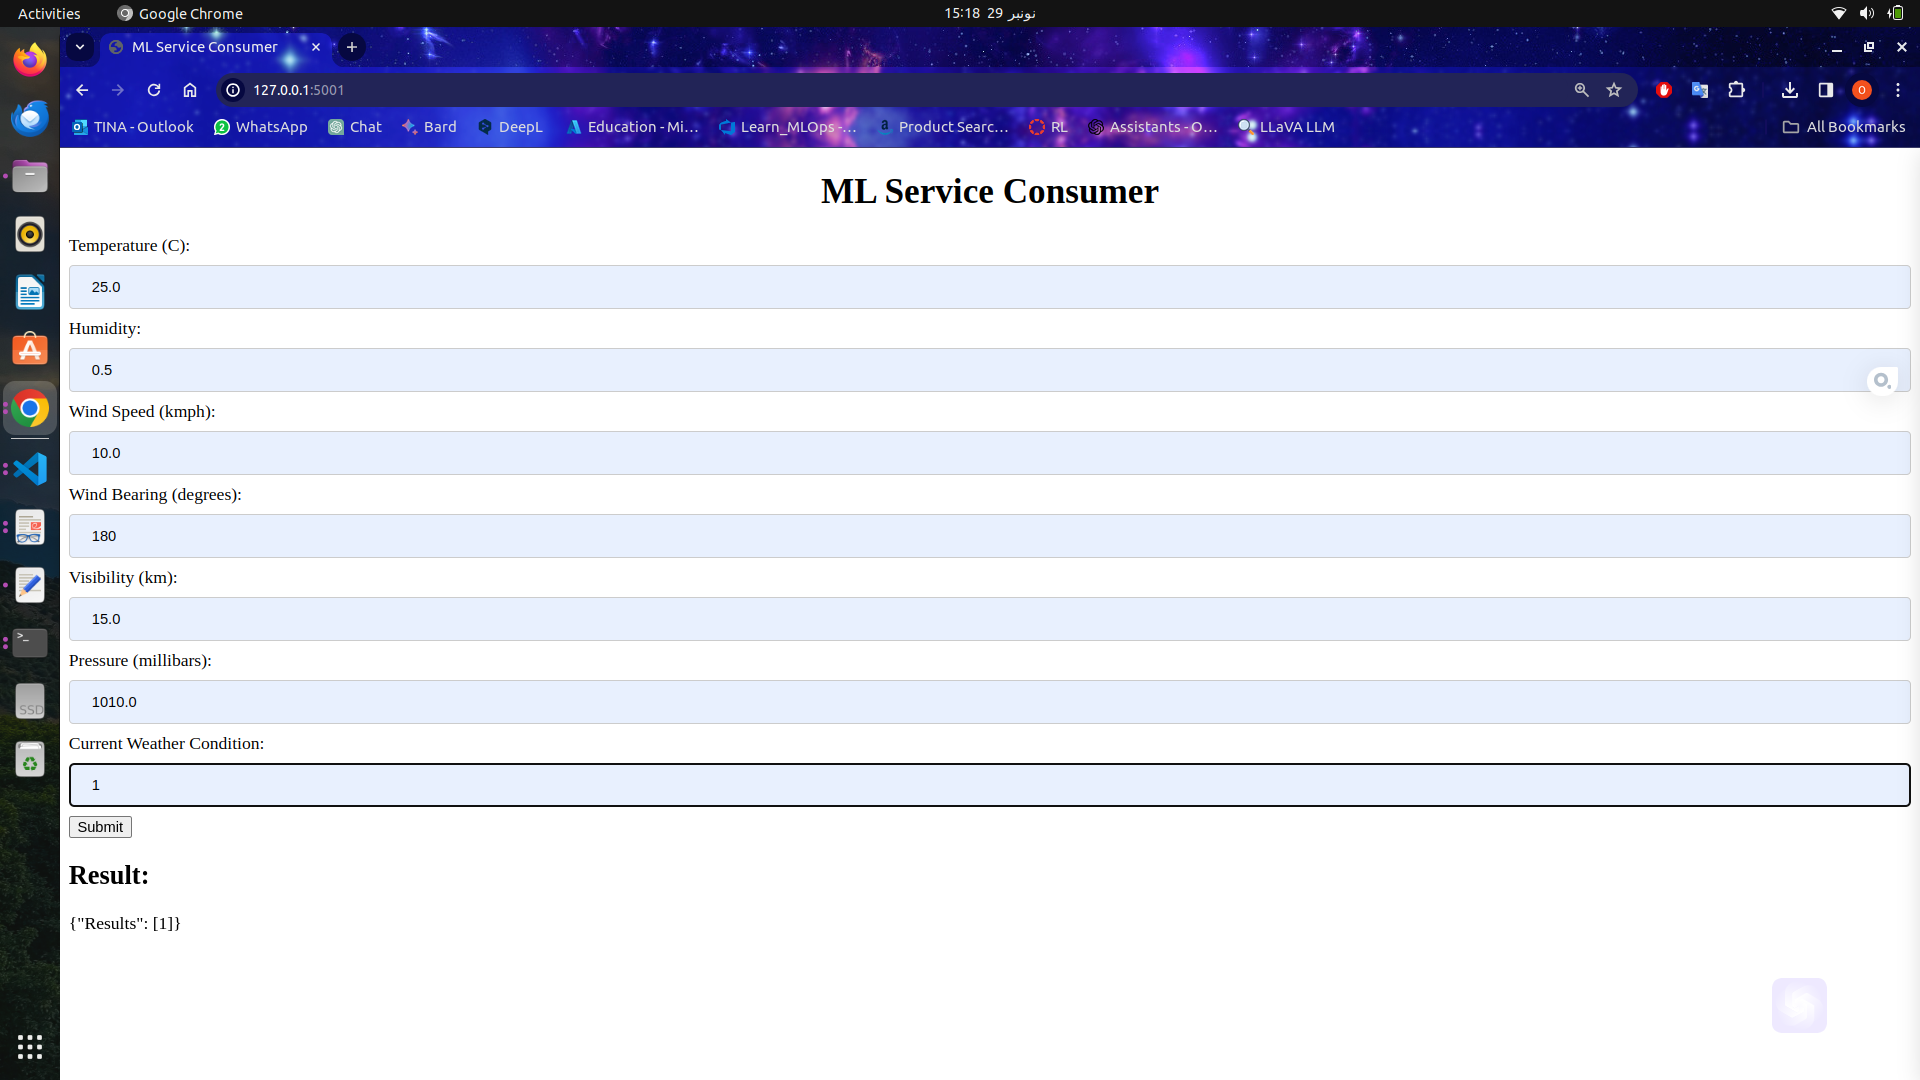 Activities
Google Chrome
15:18 29 نونبر
ML Service Consumer
127.0.0.1:5001
O
TINA - Outlook
2 WhatsApp
Chat
Bard
DeepL
Education - Mi...
Learn_MLOps -...
Product Searc...
RL
Assistants - O...
LLaVA LLM
All Bookmarks
ML Service Consumer
Temperature (C):
25.0
Humidity:
0.5
Wind Speed (kmph):
10.0
Wind Bearing (degrees):
180
Visibility (km):
15.0
Pressure (millibars):
1010.0
Current Weather Condition:
1
Submit
Result:
{"Results": [1]}
SSD